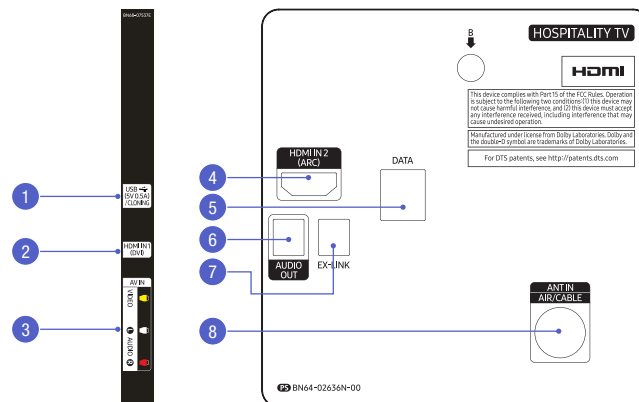 BN68-07537E
1
USB
(5V 0.5A)
/CLONING
2
HDMI IN 1
(DVI)
3
AV IN
VIDEO
L AUDIO R
B
HOSPITALITY TV
HDMI
This device complies with Part 15 of the FCC Rules. Operation
is subject to the following two conditions:(1) this device may
not cause harmful interference, and (2) this device must accept
any interference received, including interference that may
cause undesired operation.
Manufactured under license from Dolby Laboratories. Dolby and
the double-D symbol are trademarks of Dolby Laboratories.
For DTS patents, see http://patents.dts.com
4
HDMI IN 2
(ARC)
5
DATA
6
AUDIO
OUT
7
EX-LINK
8
ANT IN
AIR/CABLE
PS BN64-02636N-00